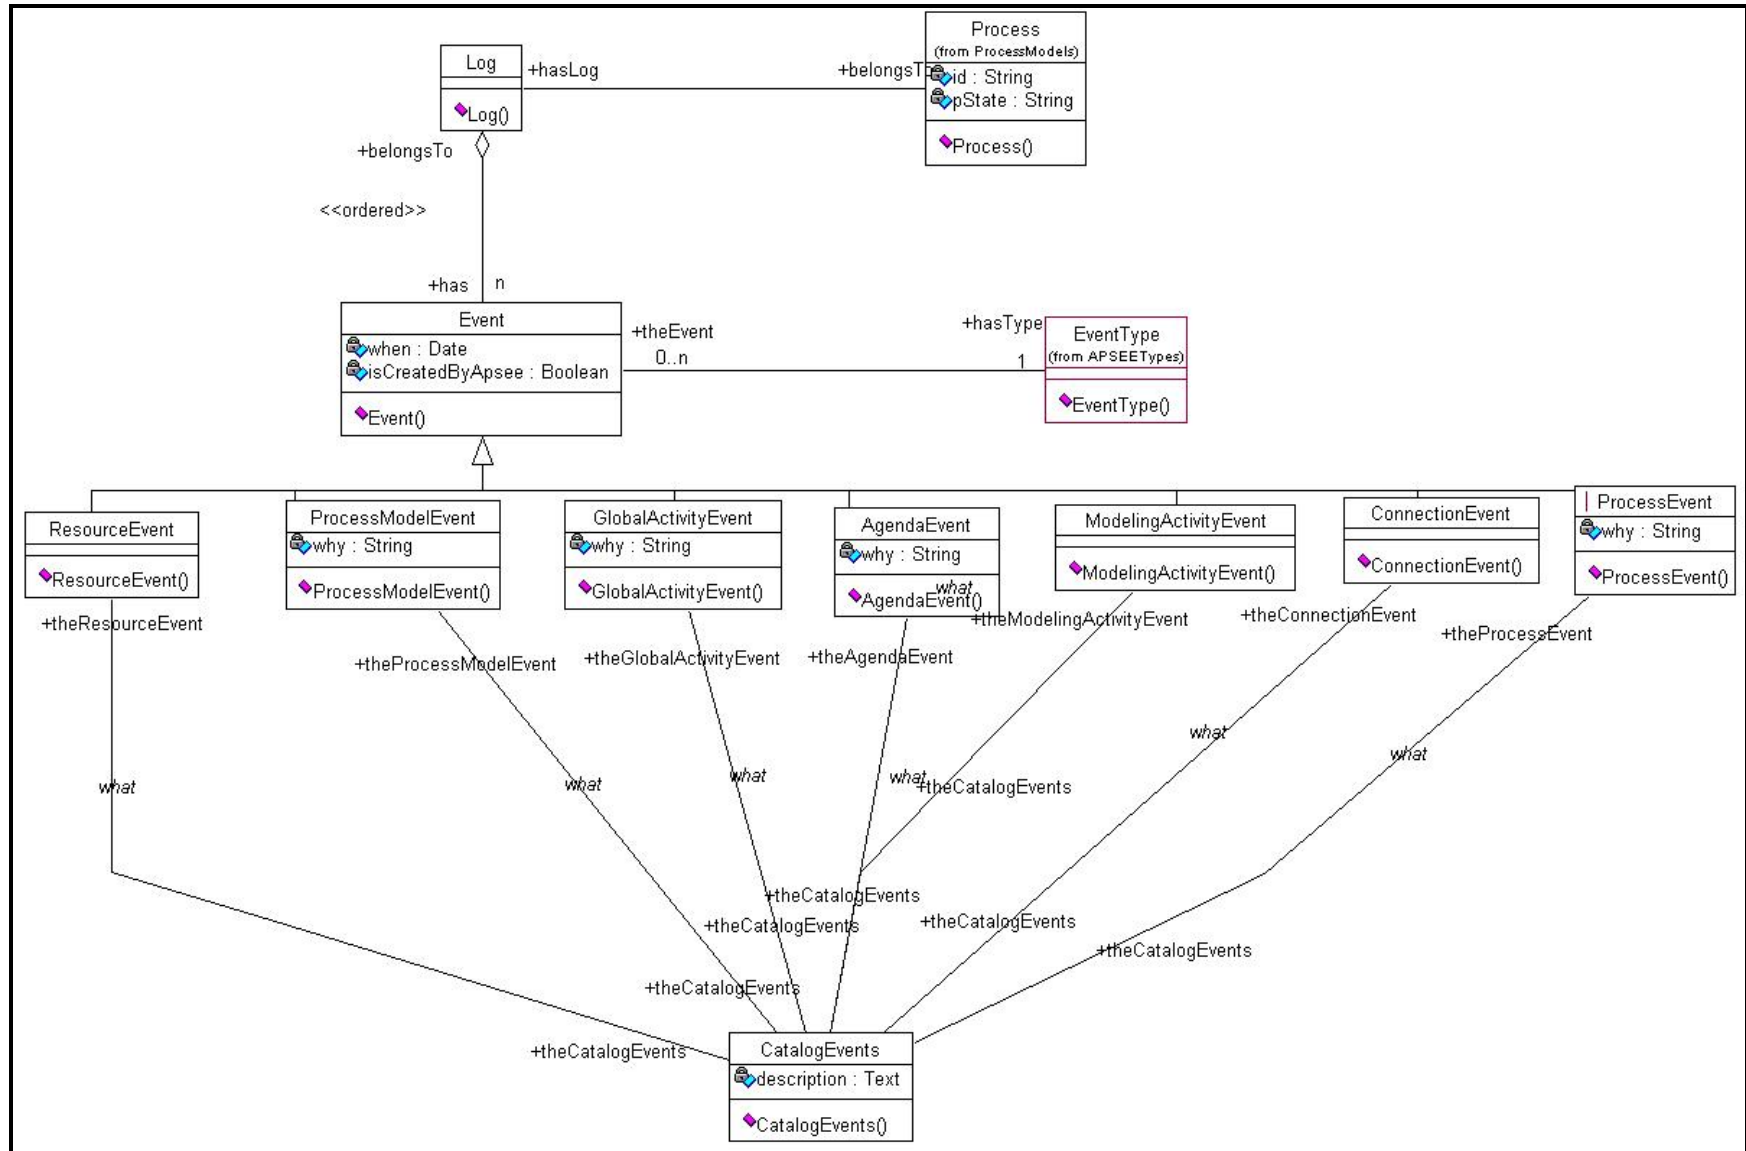 Process
(from ProcessModels)
id : String
pState : String
Process()
Log
Log()
+hasLog
+belongsTo
+belongsTo
<<ordered>>
+has
n
Event
when : Date
isCreatedByApsee : Boolean
Event()
+theEvent
0..n
+hasType
1
EventType
(from APSEETypes)
EventType()
ResourceEvent
ResourceEvent()
ProcessModelEvent
why : String
ProcessModelEvent()
GlobalActivityEvent
why : String
GlobalActivityEvent()
AgendaEvent
why : String
AgendaEvent()
what
ModelingActivityEvent
ModelingActivityEvent()
ConnectionEvent
ConnectionEvent()
ProcessEvent
why : String
ProcessEvent()
+theResourceEvent
+theProcessModelEvent
+theGlobalActivityEvent
+theAgendaEvent
+theModelingActivityEvent
+theConnectionEvent
+theProcessEvent
what
what
what
what
what
what
+theCatalogEvents
+theCatalogEvents
+theCatalogEvents
+theCatalogEvents
+theCatalogEvents
+theCatalogEvents
+theCatalogEvents
CatalogEvents
description : Text
CatalogEvents()